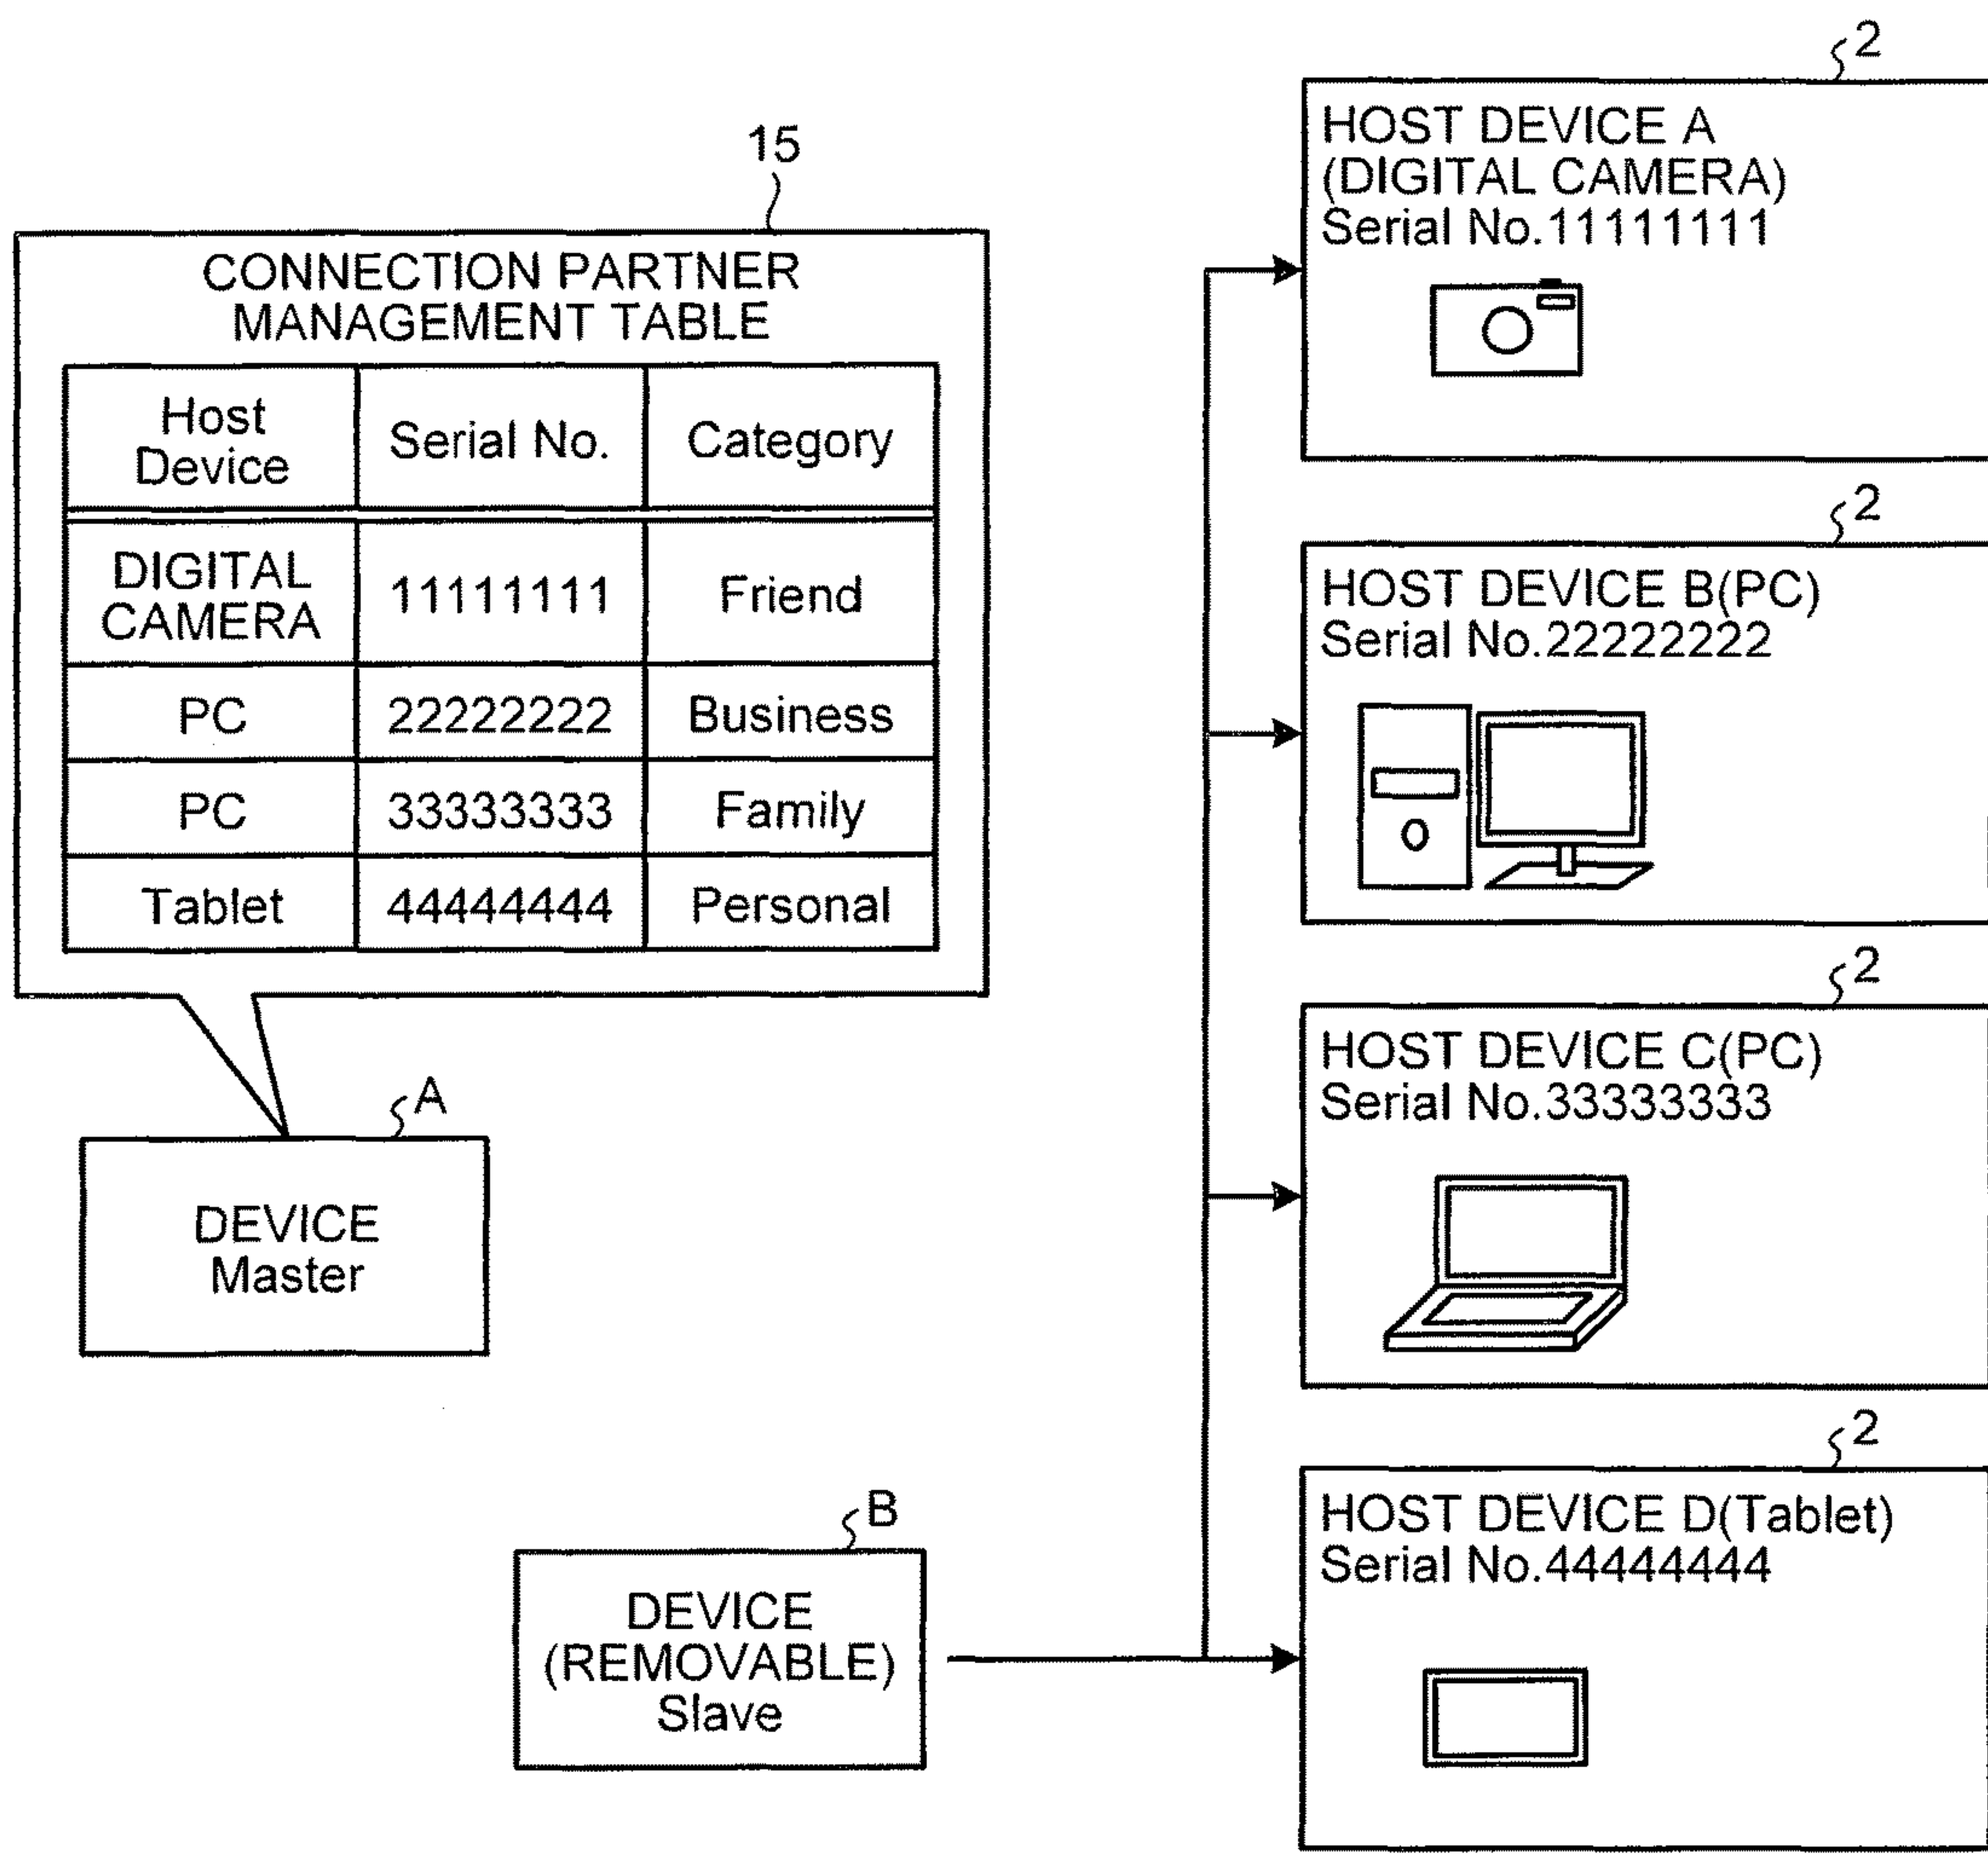 15
CONNECTION PARTNER
MANAGEMENT TABLE
Host
Device
Serial No.
Category
DIGITAL
CAMERA
11111111
Friend
PC
22222222
Business
PC
33333333
Family
Tablet
44444444
Personal
A
DEVICE
Master
B
DEVICE
(REMOVABLE)
Slave
2
HOST DEVICE A
(DIGITAL CAMERA)
Serial No.11111111
2
HOST DEVICE B(PC)
Serial No.22222222
2
HOST DEVICE C(PC)
Serial No.33333333
2
HOST DEVICE D(Tablet)
Serial No.44444444